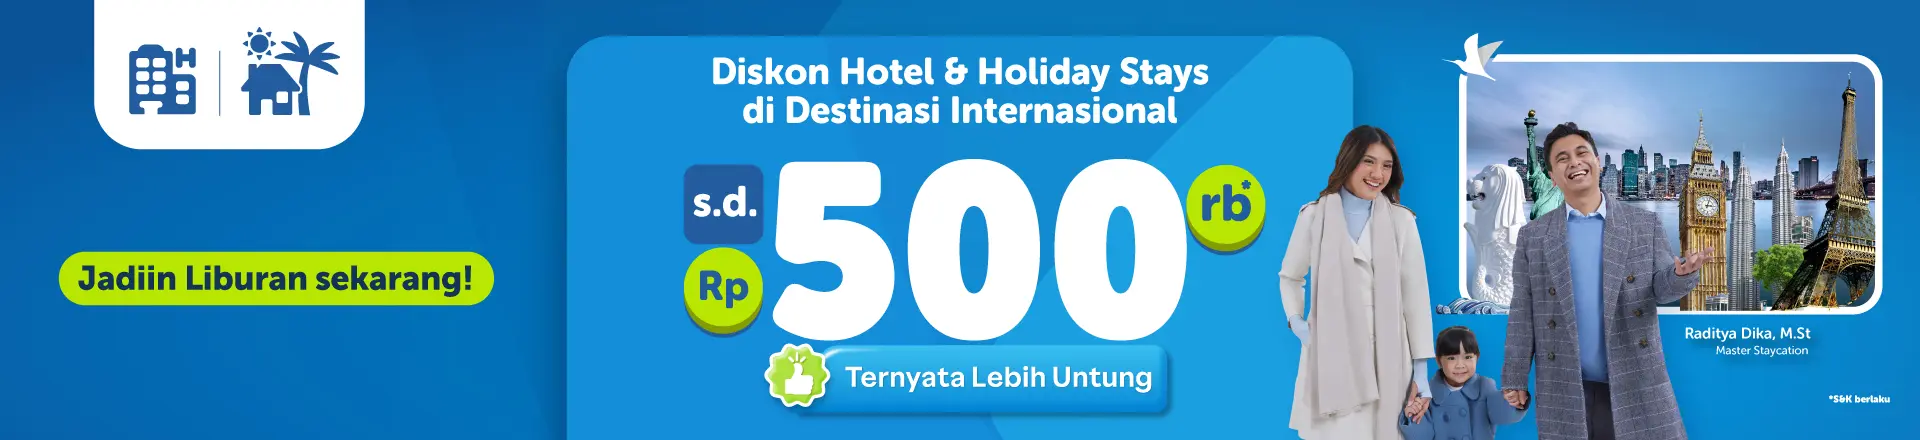 Jadiin Liburan sekarang!
Diskon Hotel & Holiday Stays
di Destinasi Internasional
s.d.
Rp 500 rb*
Ternyata Lebih Untung
Raditya Dika, M.St
Master Staycation
*S&K berlaku